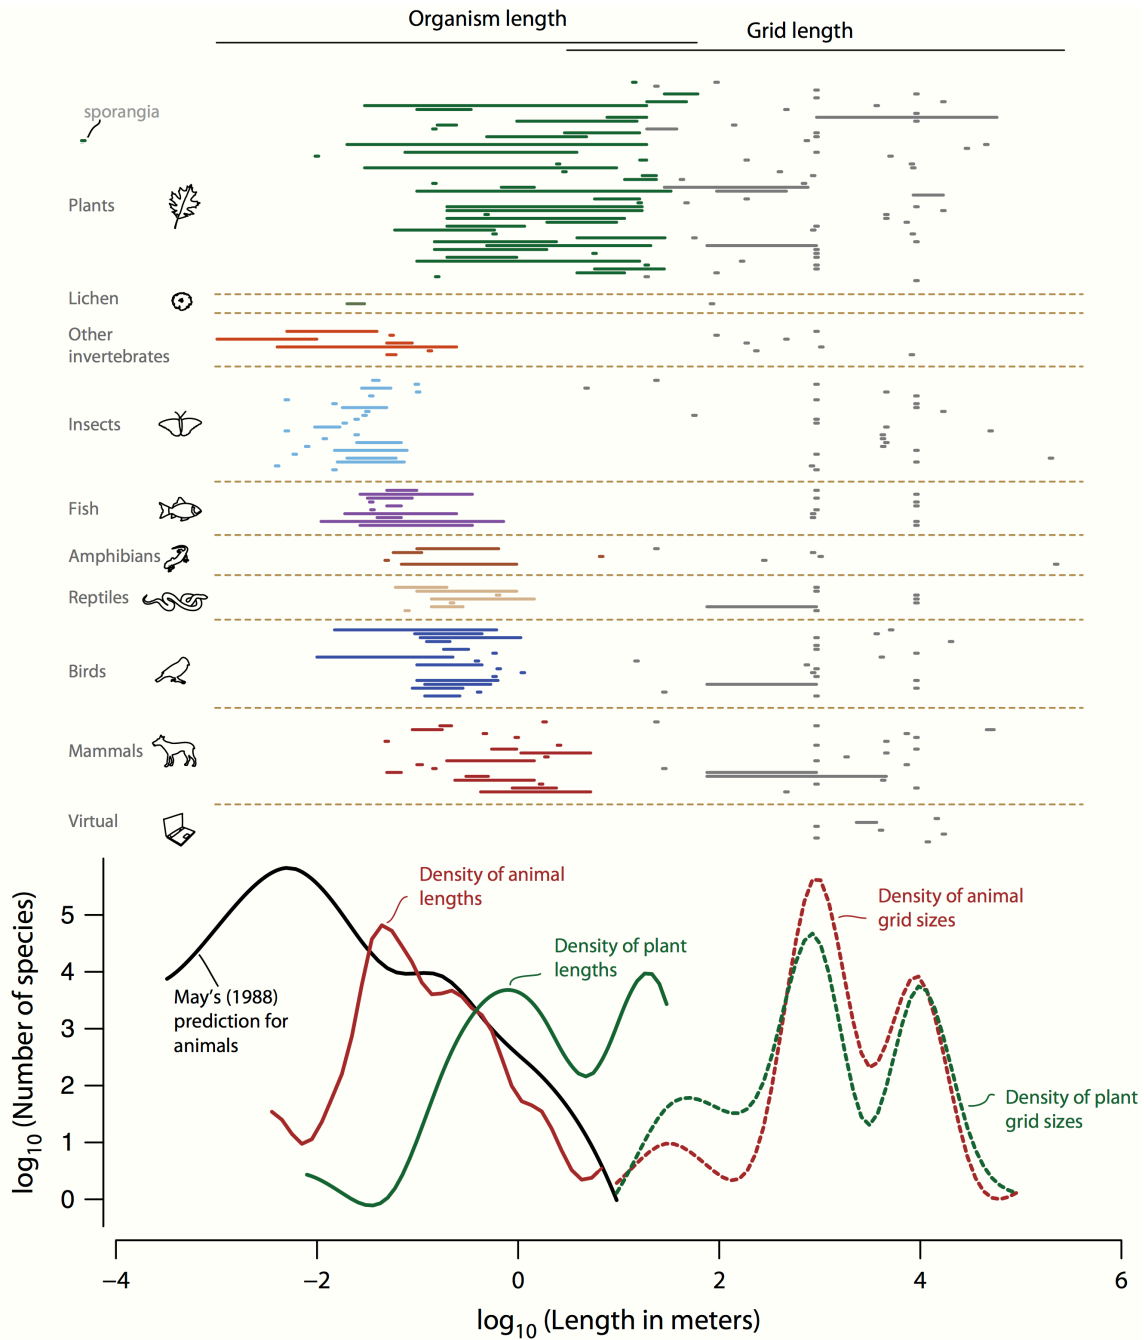 Organism length
Grid length
sporangia
Plants
Lichen
Other
invertebrates
Insects
Fish
Amphibians
Reptiles
Birds
Mammals
Virtual
Density of animal
lengths
Density of animal
grid sizes
Density of plant
lengths
May's (1988)
prediction for
animals
Density of plant
grid sizes
log10 (Number of species)
5
4
3
2
1
0
−4
−2
0
2
4
6
log10 (Length in meters)